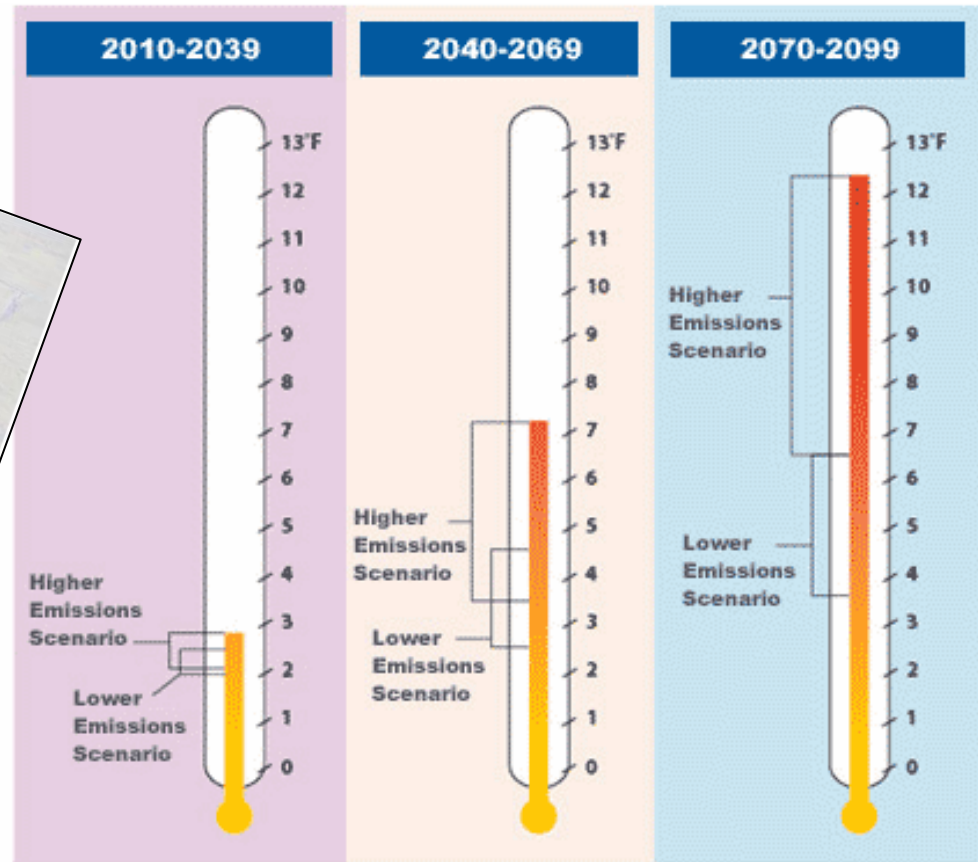 2010-2039
13°F
12
11
10
9
8
7
6
5
4
3
2
1
0
Higher
Emissions
Scenario
Lower
Emissions
Scenario
2040-2069
13°F
12
11
10
9
8
7
6
5
4
3
2
1
0
Higher
Emissions
Scenario
Lower
Emissions
Scenario
2070-2099
13°F
12
11
10
9
8
7
6
5
4
3
2
1
0
Higher
Emissions
Scenario
Lower
Emissions
Scenario